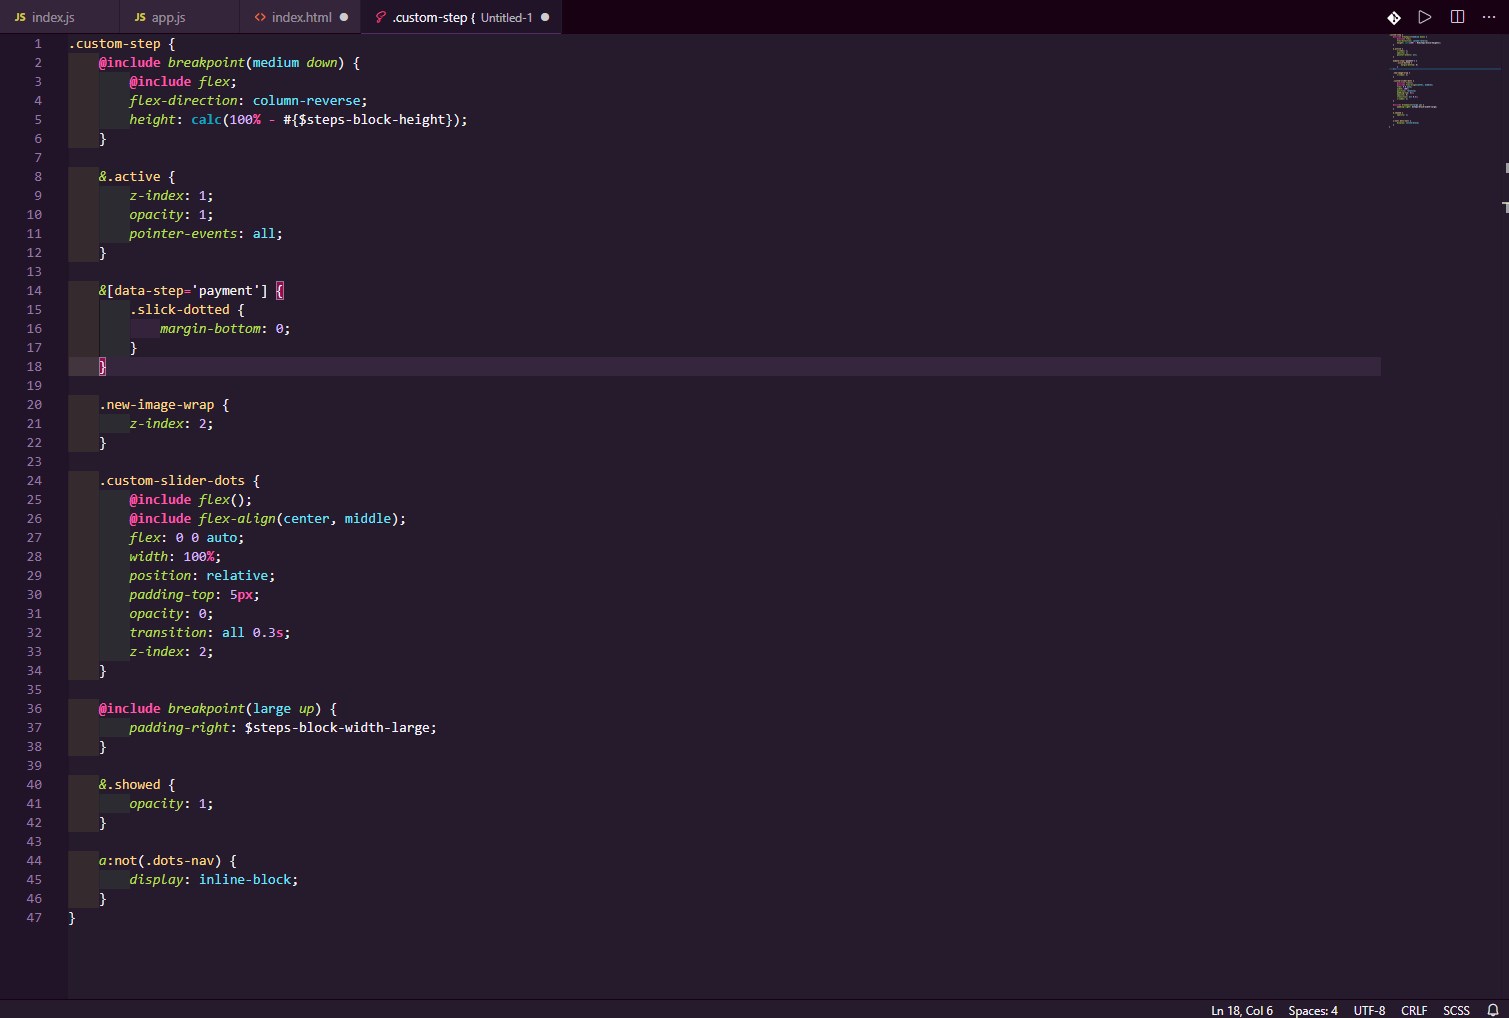 JS index.js JS app.js <> index.html .custom-step { Untitled-1 ···
1 .custom-step {
2     @include breakpoint(medium down) {
3         @include flex;
4         flex-direction: column-reverse;
5         height: calc(100% - #{$steps-block-height});
6     }
7
8     &.active {
9         z-index: 1;
10         opacity: 1;
11         pointer-events: all;
12     }
13
14     &[data-step='payment'] {
15         .slick-dotted {
16             margin-bottom: 0;
17         }
18     }
19
20     .new-image-wrap {
21         z-index: 2;
22     }
23
24     .custom-slider-dots {
25         @include flex();
26         @include flex-align(center, middle);
27         flex: 0 0 auto;
28         width: 100%;
29         position: relative;
30         padding-top: 5px;
31         opacity: 0;
32         transition: all 0.3s;
33         z-index: 2;
34     }
35
36     @include breakpoint(large up) {
37         padding-right: $steps-block-width-large;
38     }
39
40     &.showed {
41         opacity: 1;
42     }
43
44     a:not(.dots-nav) {
45         display: inline-block;
46     }
47 }
Ln 18, Col 6 Spaces: 4 UTF-8 CRLF SCSS